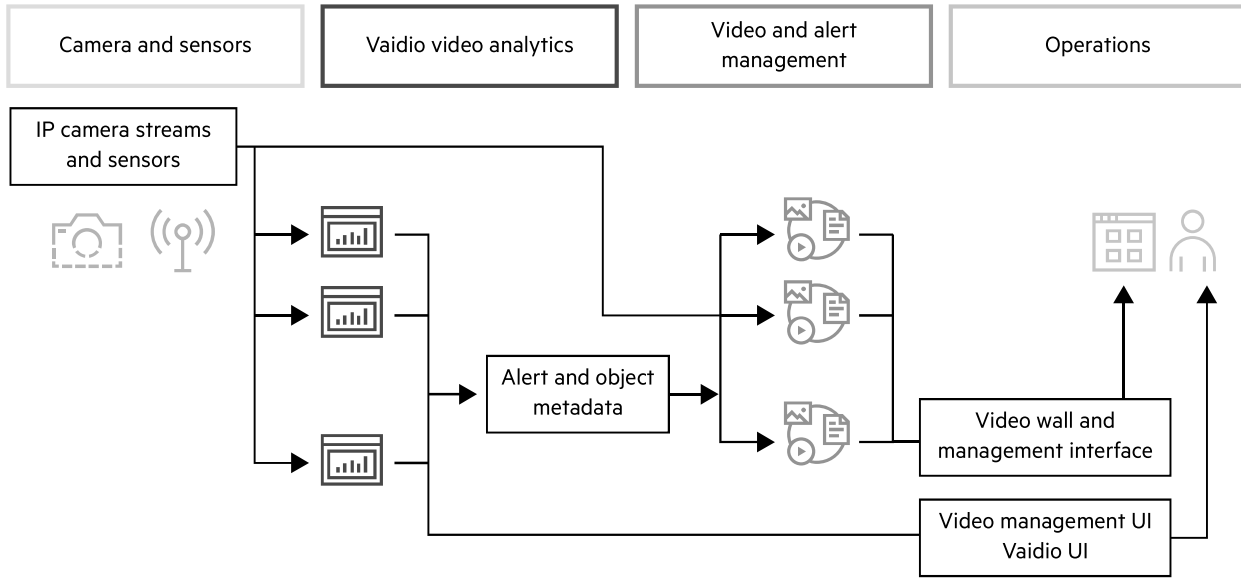 Camera and sensors
Vaidio video analytics
Video and alert
management
Operations
IP camera streams
and sensors
Alert and object
metadata
Video wall and
management interface
Video management UI
Vaidio UI